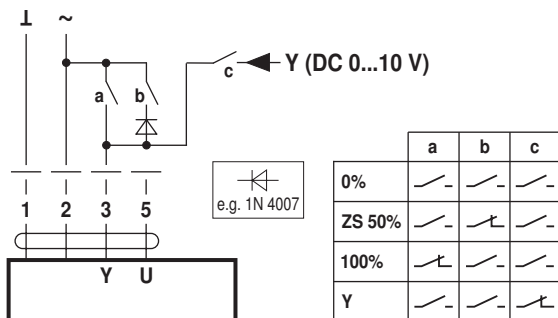 ⊥ ~
c Y (DC 0...10 V)
a b
e.g. 1N 4007
1 2 3 5
Y U
a b c
0%
ZS 50%
100%
Y